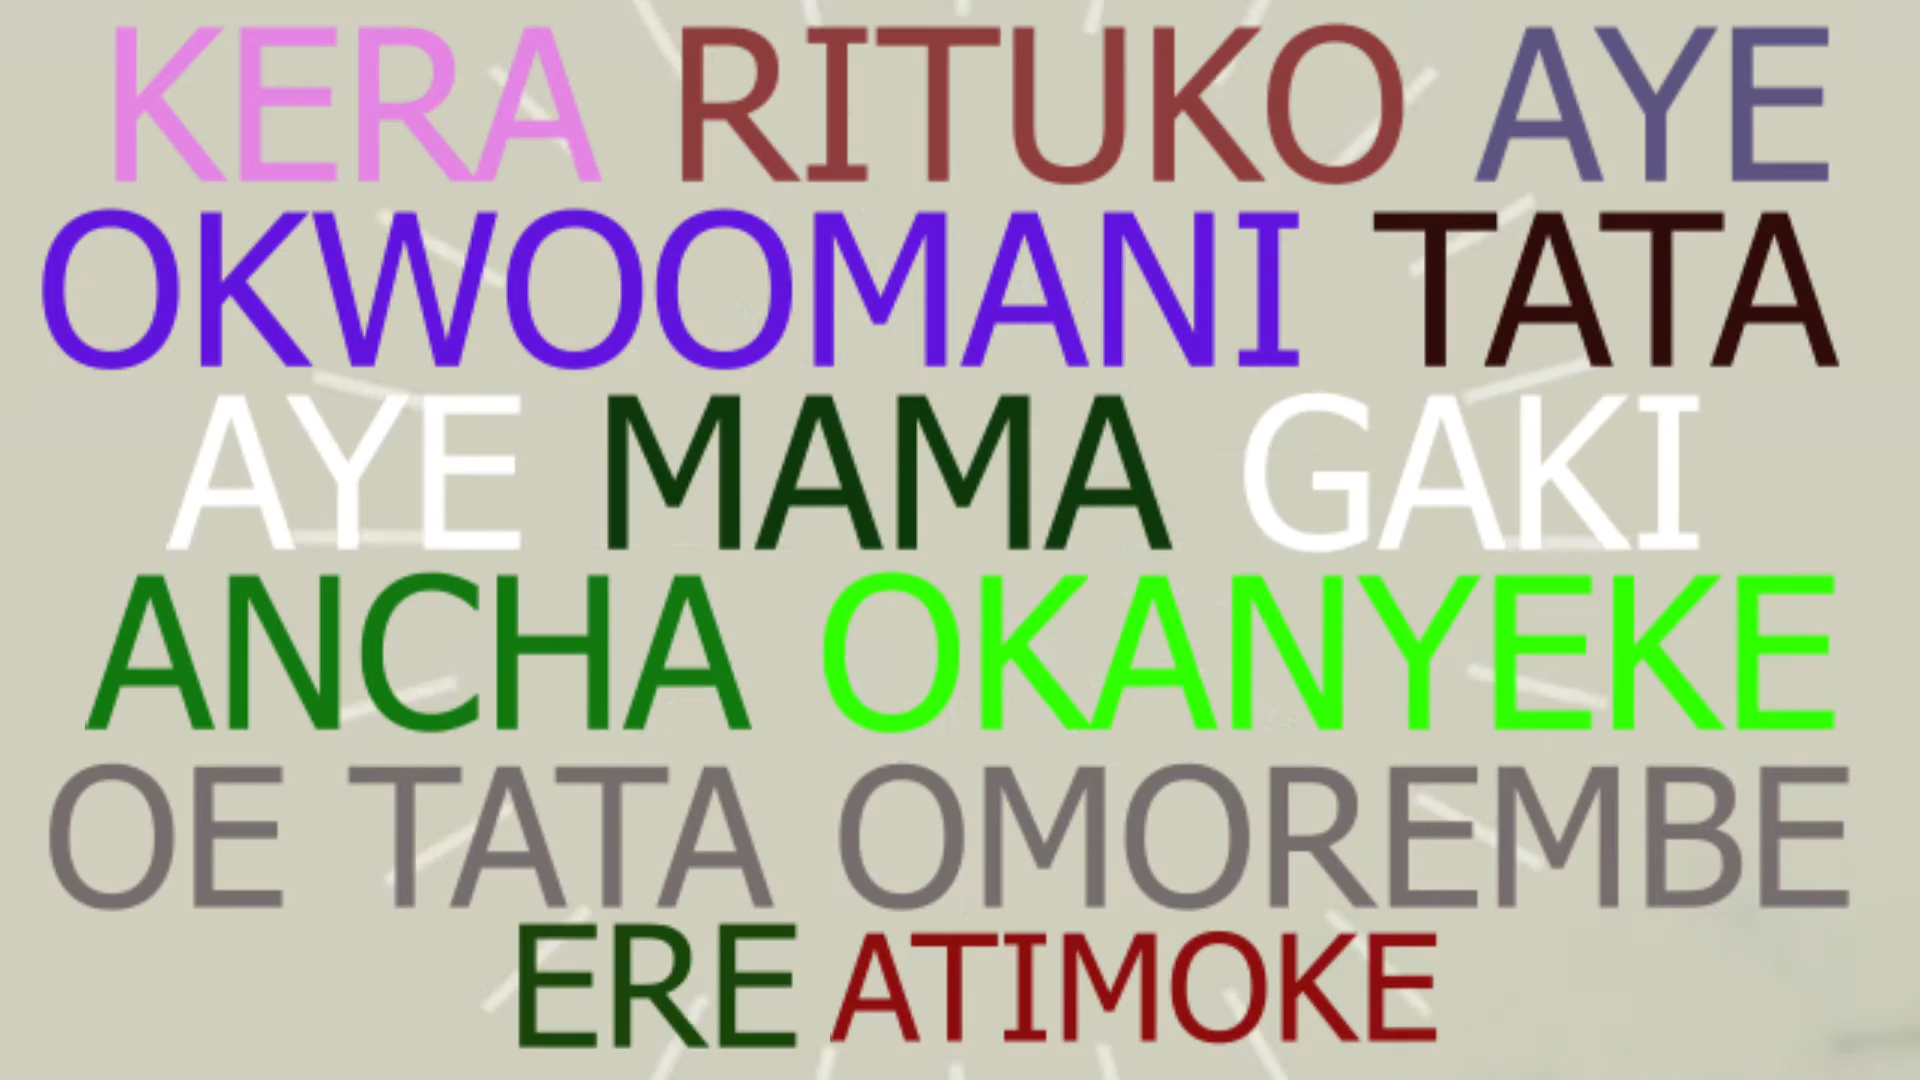 KERA RITUKO AYE
OKWOOMANI TATA
AYE MAMA GAKI
ANCHA OKANYEKE
OE TATA OMOREMBE
ERE ATIMOKE